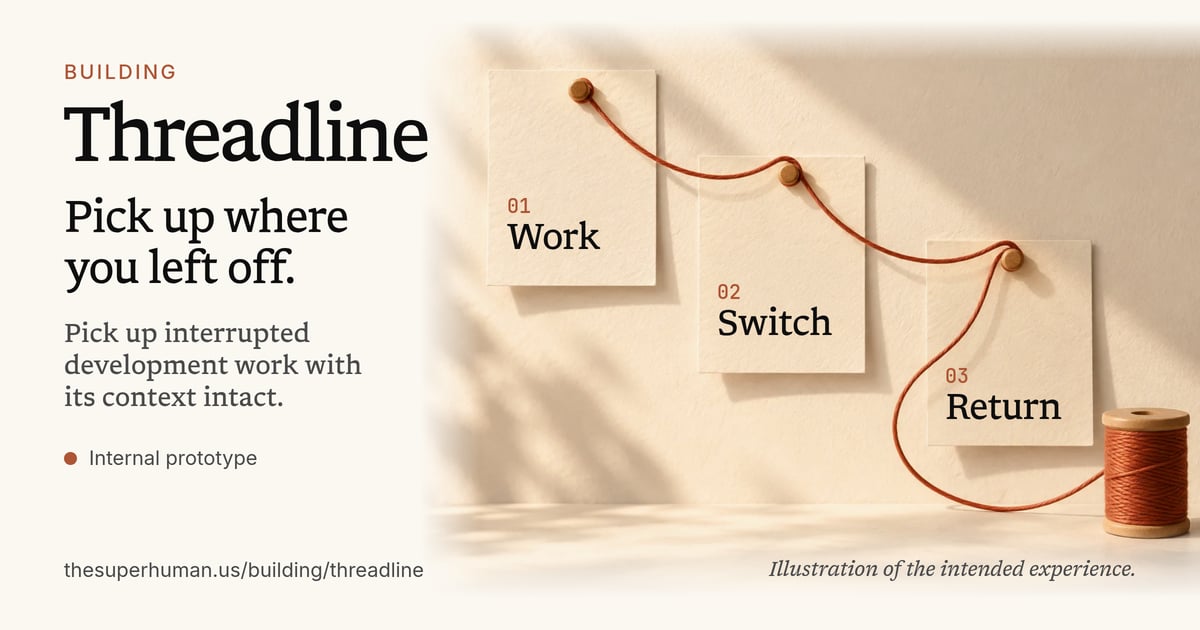 BUILDING
Threadline
Pick up where
you left off.
Pick up interrupted
development work with
its context intact.
Internal prototype
thesuperhuman.us/building/threadline
01
Work
02
Switch
03
Return
Illustration of the intended experience.